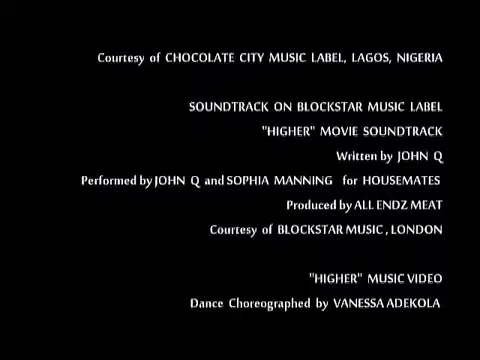 Courtesy of CHOCOLATE CITY MUSIC LABEL, LAGOS, NIGERIA
SOUNDTRACK ON BLOCKSTAR MUSIC LABEL
"HIGHER" MOVIE SOUNDTRACK
Written by JOHN Q
Performed by JOHN Q and SOPHIA MANNING for HOUSEMATES
Produced by ALL ENDZ MEAT
Courtesy of BLOCKSTAR MUSIC, LONDON
"HIGHER" MUSIC VIDEO
Dance Choreographed by VANESSA ADEKOLA